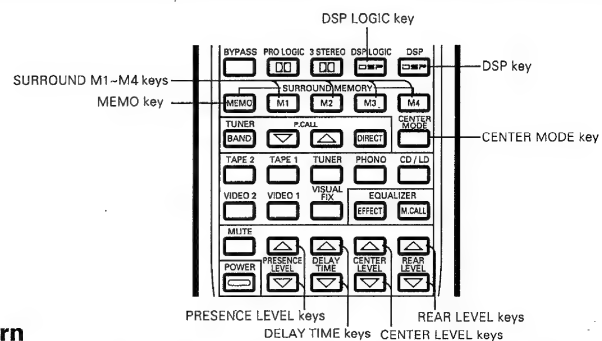 DSP LOGIC key
BYPASS PRO LOGIC 3 STEREO DSP LOGIC DSP
DSP key
SURROUND M1~M4 keys
SURROUND MEMORY
MEMO key
MEMO M1 M2 M3 M4
TUNER P.CALL CENTER MODE
BAND DIRECT
CENTER MODE key
TAPE 2 TAPE 1 TUNER PHONO CD / LD
VIDEO 2 VIDEO 1 VISUAL FIX EQUALIZER
EFFECT M.CALL
MUTE
POWER PRESENCE LEVEL DELAY TIME CENTER LEVEL REAR LEVEL
PRESENCE LEVEL keys
REAR LEVEL keys
DELAY TIME keys CENTER LEVEL keys
rn